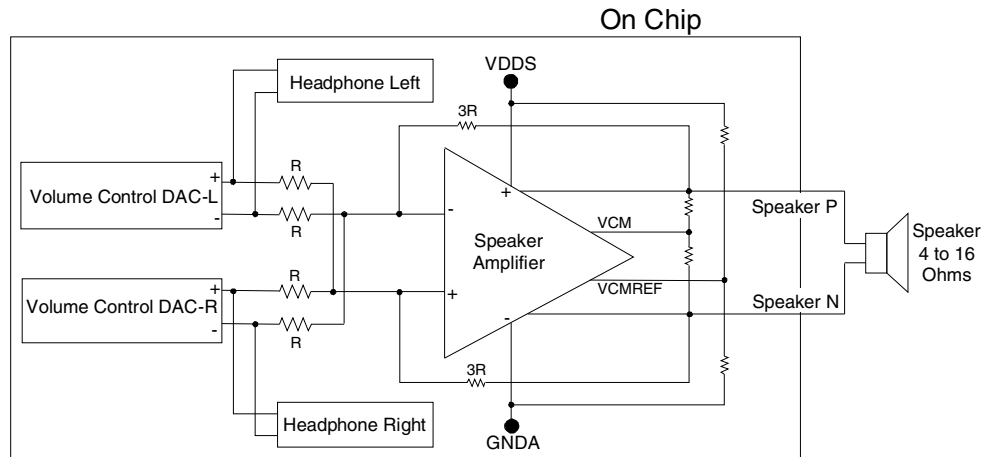 On Chip
VDDS
Headphone Left
3R
R
+
Volume Control DAC-L
-
R
+
-
Speaker P
VCM
Speaker
Amplifier
Speaker
4 to 16
Ohms
R
+
Volume Control DAC-R
-
R
+
VCMREF
Speaker N
-
3R
Headphone Right
GNDA